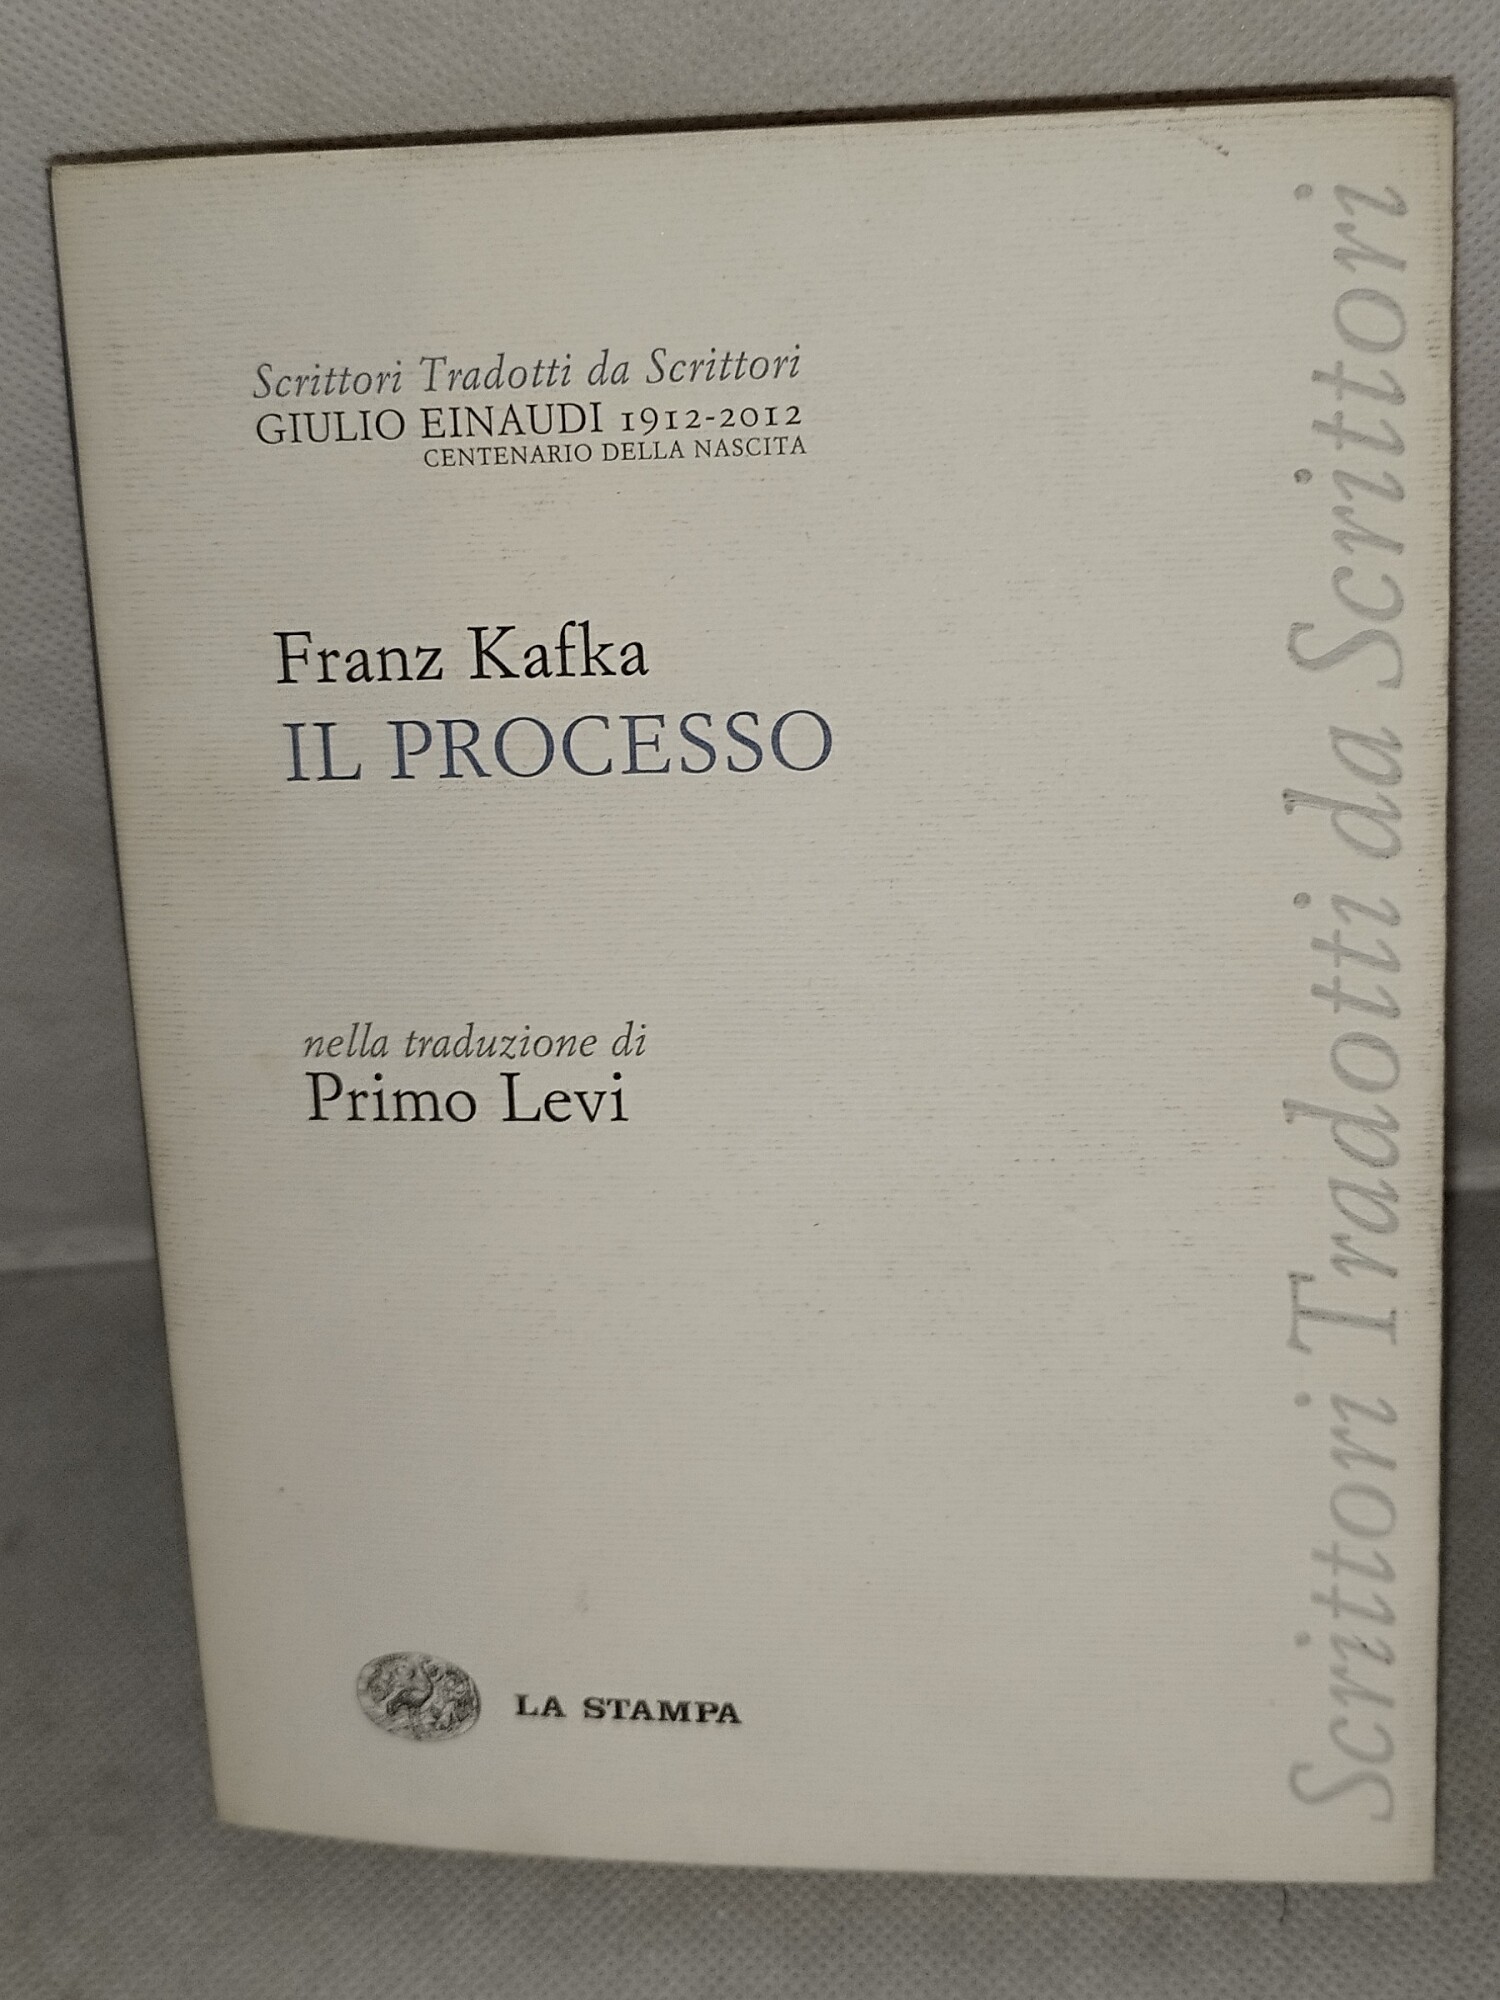 Scrittori Tradotti da Scrittori
GIULIO EINAUDI 1912-2012
CENTENARIO DELLA NASCITA
Franz Kafka
IL PROCESSO
nella traduzione di
Primo Levi
LA STAMPA
Scrittori Tradotti da Scrittori